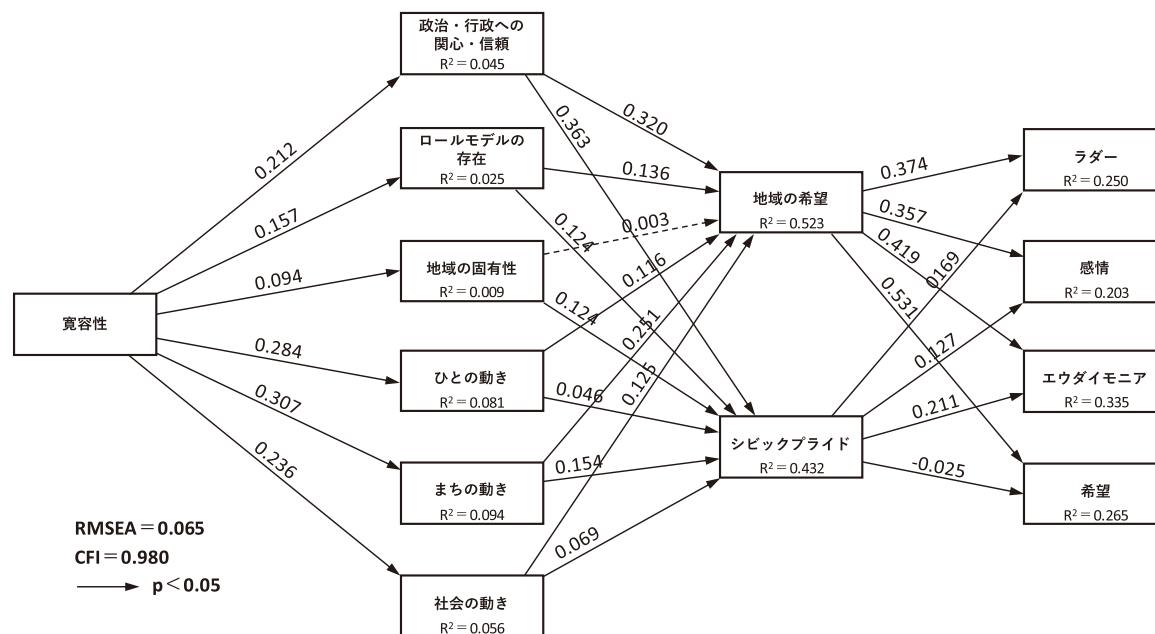 政治・行政への
関心・信頼
R²＝0.045
ロールモデルの
存在
R²＝0.025
地域の固有性
R²＝0.009
ひとの動き
R²＝0.081
まちの動き
R²＝0.094
社会の動き
R²＝0.056
寛容性
0.212
0.157
0.094
0.284
0.307
0.236
0.320
0.363
0.136
0.124
0.003
0.124
0.116
0.046
0.251
0.154
0.125
0.069
地域の希望
R²＝0.523
シビックプライド
R²＝0.432
0.374
0.357
0.419
0.531
0169
0.127
0.211
-0.025
ラダー
R²＝0.250
感情
R²＝0.203
エウダイモニア
R²＝0.335
希望
R²＝0.265
RMSEA＝0.065
CFI＝0.980
p＜0.05